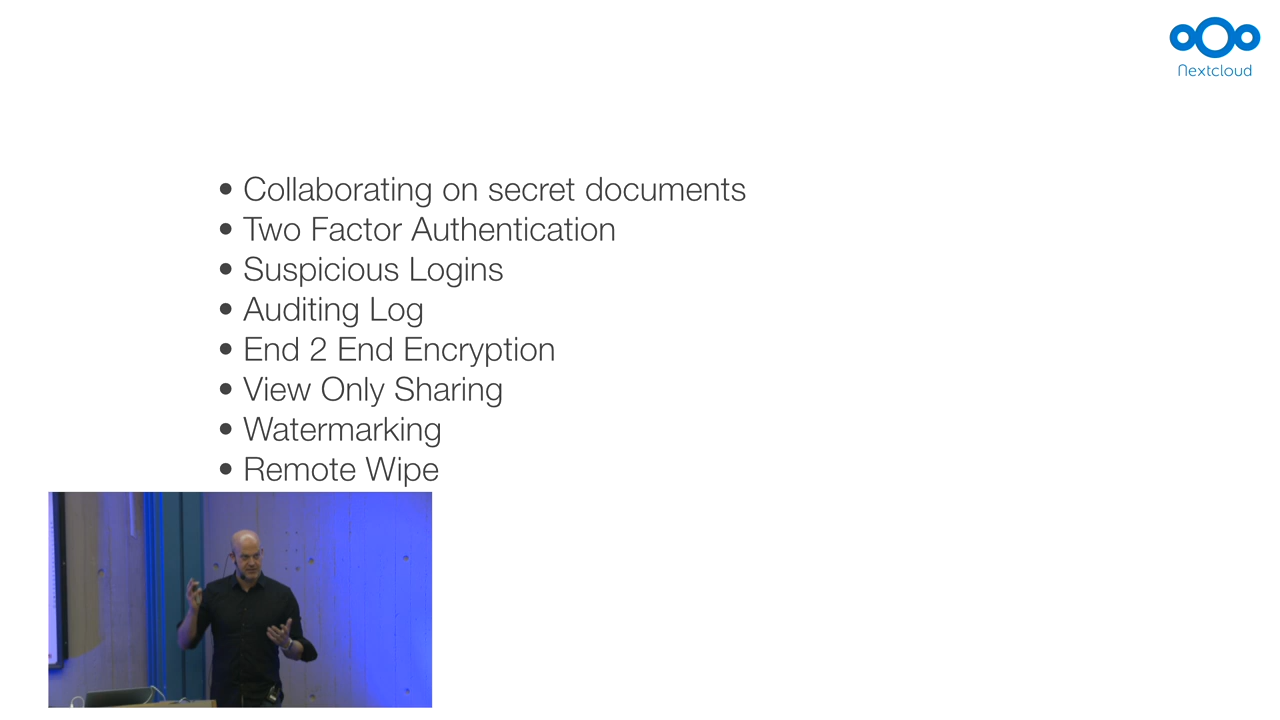 Nextcloud
• Collaborating on secret documents
• Two Factor Authentication
• Suspicious Logins
• Auditing Log
• End 2 End Encryption
• View Only Sharing
• Watermarking
• Remote Wipe